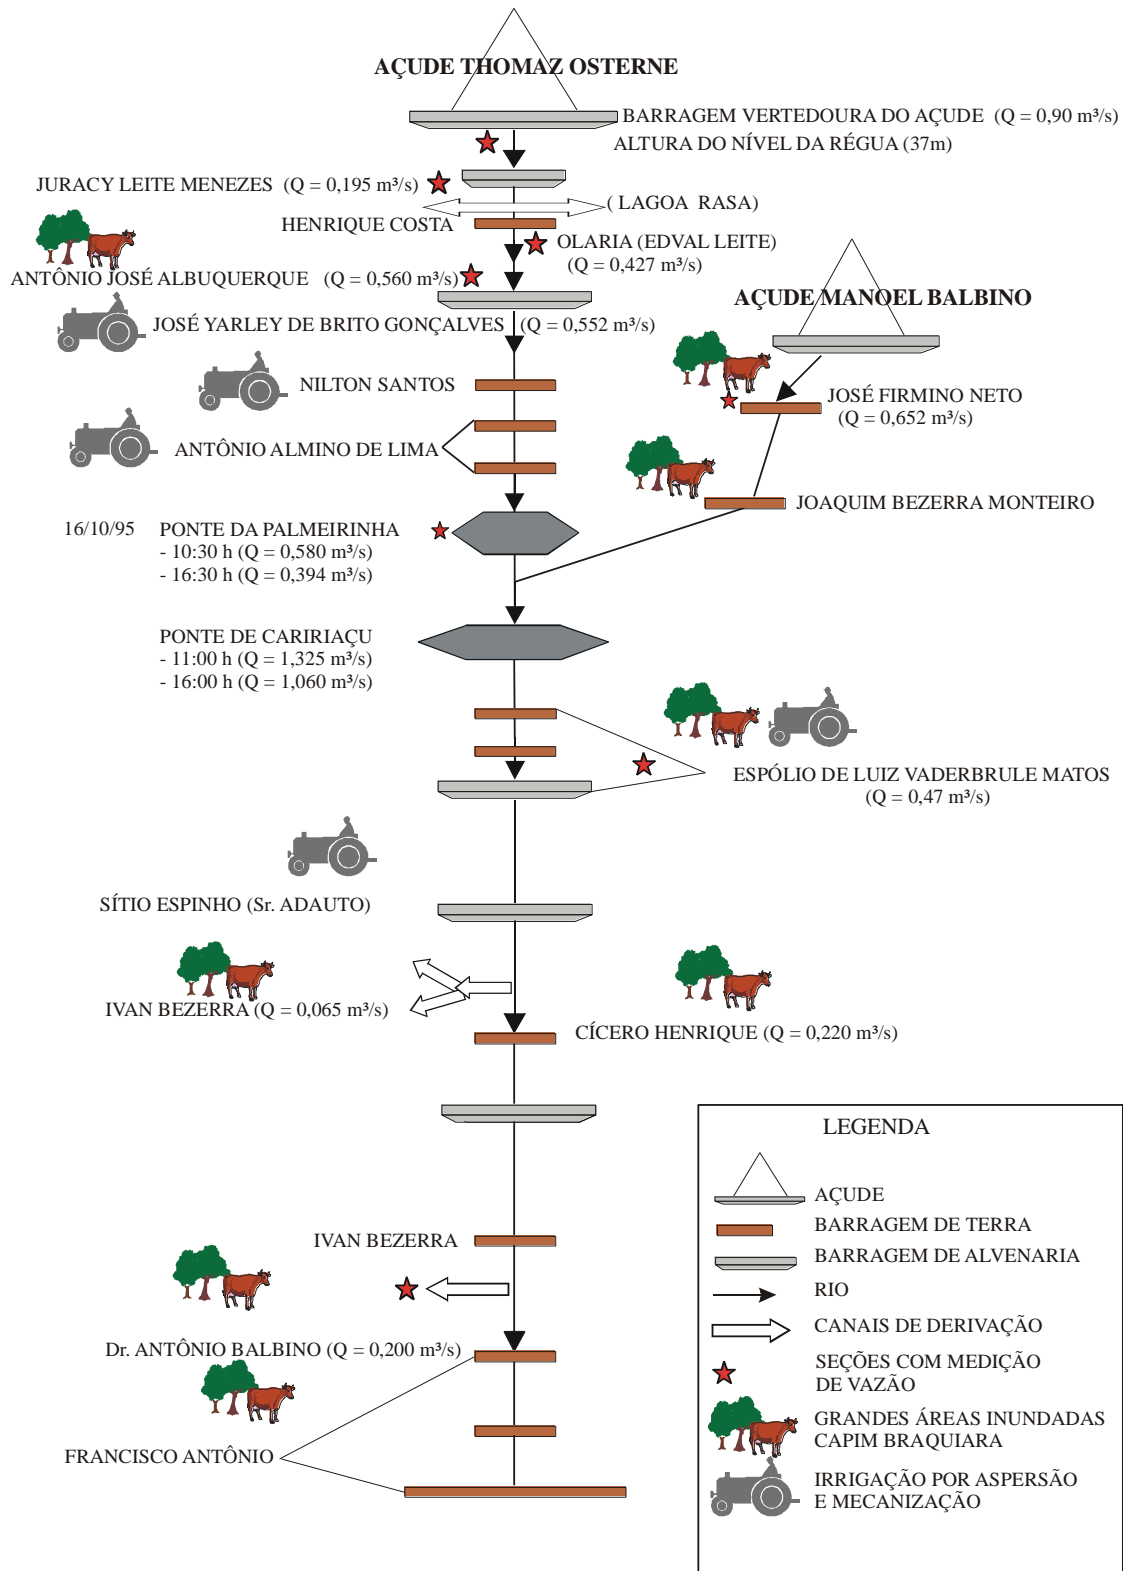 AÇUDE THOMAZ OSTERNE
BARRAGEM VERTEDOURA DO AÇUDE (Q = 0,90 m³/s)
ALTURA DO NÍVEL DA RÉGUA (37m)
JURACY LEITE MENEZES (Q = 0,195 m³/s)
( LAGOA RASA)
HENRIQUE COSTA
OLARIA (EDVAL LEITE)
(Q = 0,427 m³/s)
ANTÔNIO JOSÉ ALBUQUERQUE (Q = 0,560 m³/s)
AÇUDE MANOEL BALBINO
JOSÉ YARLEY DE BRITO GONÇALVES (Q = 0,552 m³/s)
NILTON SANTOS
JOSÉ FIRMINO NETO
(Q = 0,652 m³/s)
ANTÔNIO ALMINO DE LIMA
JOAQUIM BEZERRA MONTEIRO
16/10/95 PONTE DA PALMEIRINHA
- 10:30 h (Q = 0,580 m³/s)
- 16:30 h (Q = 0,394 m³/s)
PONTE DE CARIRIAÇU
- 11:00 h (Q = 1,325 m³/s)
- 16:00 h (Q = 1,060 m³/s)
ESPÓLIO DE LUIZ VADERBRULE MATOS
(Q = 0,47 m³/s)
SÍTIO ESPINHO (Sr. ADAUTO)
IVAN BEZERRA (Q = 0,065 m³/s)
CÍCERO HENRIQUE (Q = 0,220 m³/s)
IVAN BEZERRA
Dr. ANTÔNIO BALBINO (Q = 0,200 m³/s)
FRANCISCO ANTÔNIO
LEGENDA
AÇUDE
BARRAGEM DE TERRA
BARRAGEM DE ALVENARIA
RIO
CANAIS DE DERIVAÇÃO
SEÇÕES COM MEDIÇÃO
DE VAZÃO
GRANDES ÁREAS INUNDADAS
CAPIM BRAQUIARA
IRRIGAÇÃO POR ASPERSÃO
E MECANIZAÇÃO